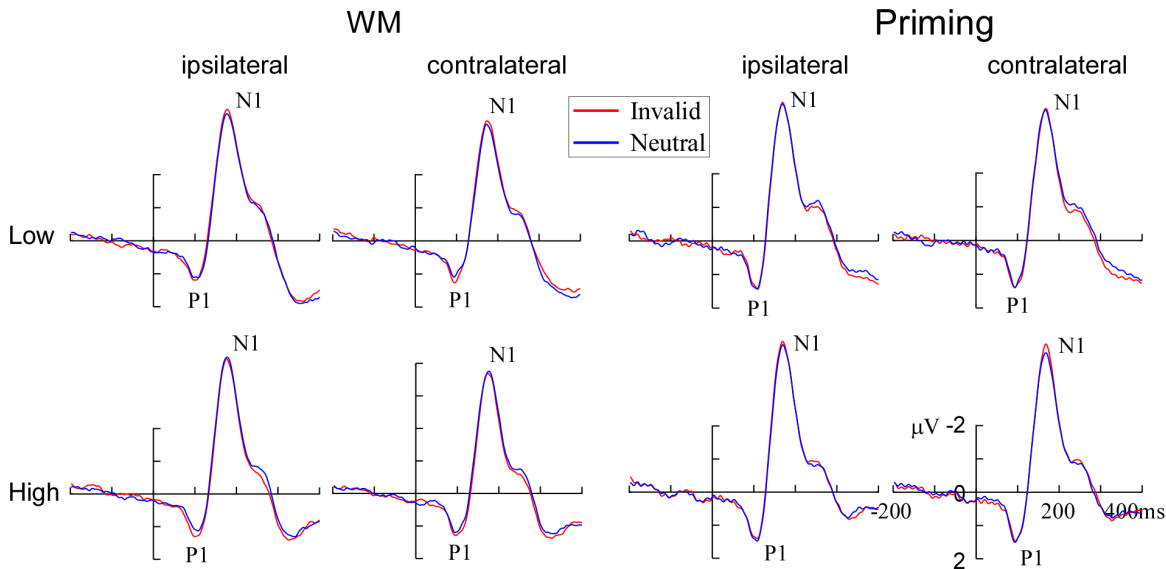 WM Priming
ipsilateral contralateral ipsilateral contralateral
N1 N1 N1 N1
Invalid
Neutral
Low
P1 P1 P1 P1
N1 N1 N1 N1
μV -2
High
0
-200 200 400ms
P1 P1 P1 P1
2